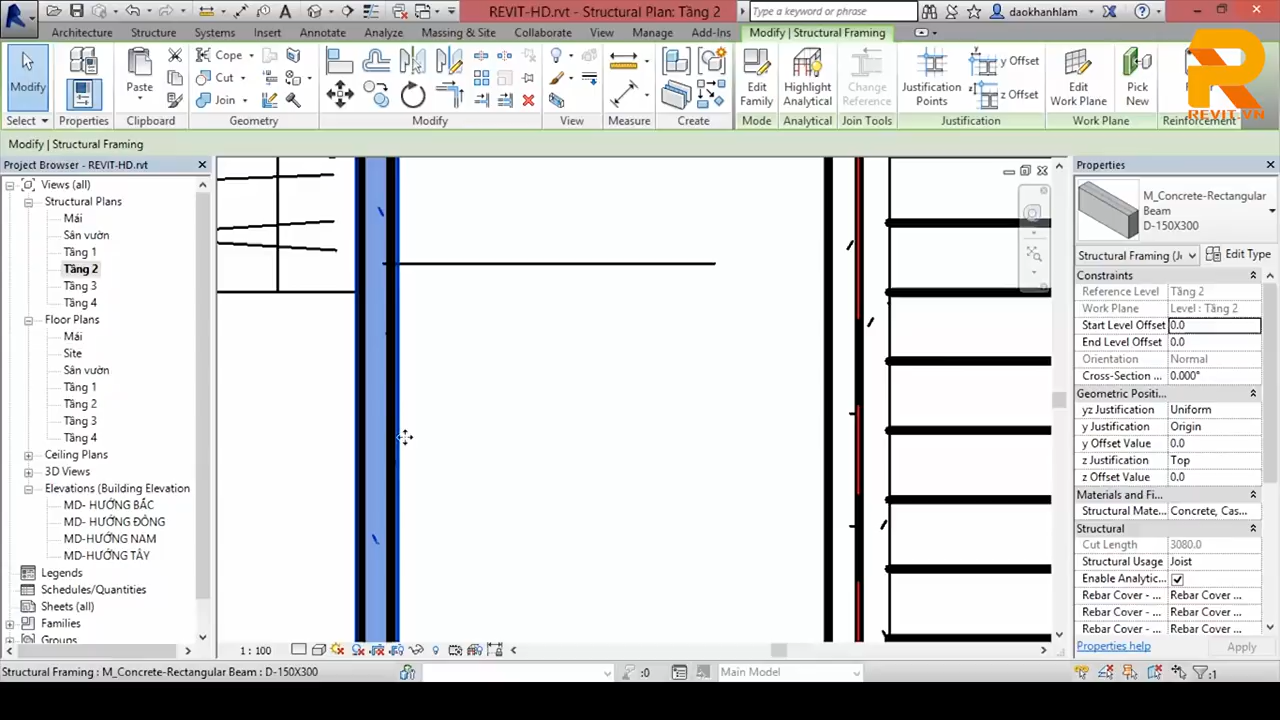 REVIT-HD.rvt - Structural Plan: Tầng 2
Type a keyword or phrase
daokhanhlam
Architecture Structure Systems Insert Annotate Analyze Massing & Site Collaborate View Manage Add-Ins Modify | Structural Framing
Modify
Paste
Cope
Cut
Join
Edit Family
Highlight Analytical
Change Reference
Justification Points
y Offset
z Offset
Edit Work Plane
Pick New
REVIT.VN
Select Properties Clipboard Geometry Modify View Measure Create Mode Analytical Join Tools Justification Work Plane Reinforcement
Modify | Structural Framing
Project Browser - REVIT-HD.rvt
Views (all)
Structural Plans
Mái
Sân vườn
Tầng 1
Tầng 2
Tầng 3
Tầng 4
Floor Plans
Mái
Site
Sân vườn
Tầng 1
Tầng 2
Tầng 3
Tầng 4
Ceiling Plans
3D Views
Elevations (Building Elevation
MD- HƯỚNG BẮC
MD- HƯỚNG ĐÔNG
MD- HƯỚNG NAM
MD-HƯỚNG TÂY
Legends
Schedules/Quantities
Sheets (all)
Families
Groups
Properties
M_Concrete-Rectangular
Beam
D-150X300
Structural Framing (Jo
Edit Type
Constraints
Reference Level Tầng 2
Work Plane Level : Tầng 2
Start Level Offset 0.0
End Level Offset 0.0
Orientation Normal
Cross-Section ... 0.000°
Geometric Positi...
yz Justification Uniform
y Justification Origin
y Offset Value 0.0
z Justification Top
z Offset Value 0.0
Materials and Fi...
Structural Mate... Concrete, Cas...
Structural
Cut Length 3080.0
Structural Usage Joist
Enable Analytic...
Rebar Cover - ... Rebar Cover ...
Rebar Cover - ... Rebar Cover ...
Rebar Cover - ... Rebar Cover ...
Properties help
Apply
1 : 100
Structural Framing : M_Concrete-Rectangular Beam : D-150X300
:0
Main Model
:1